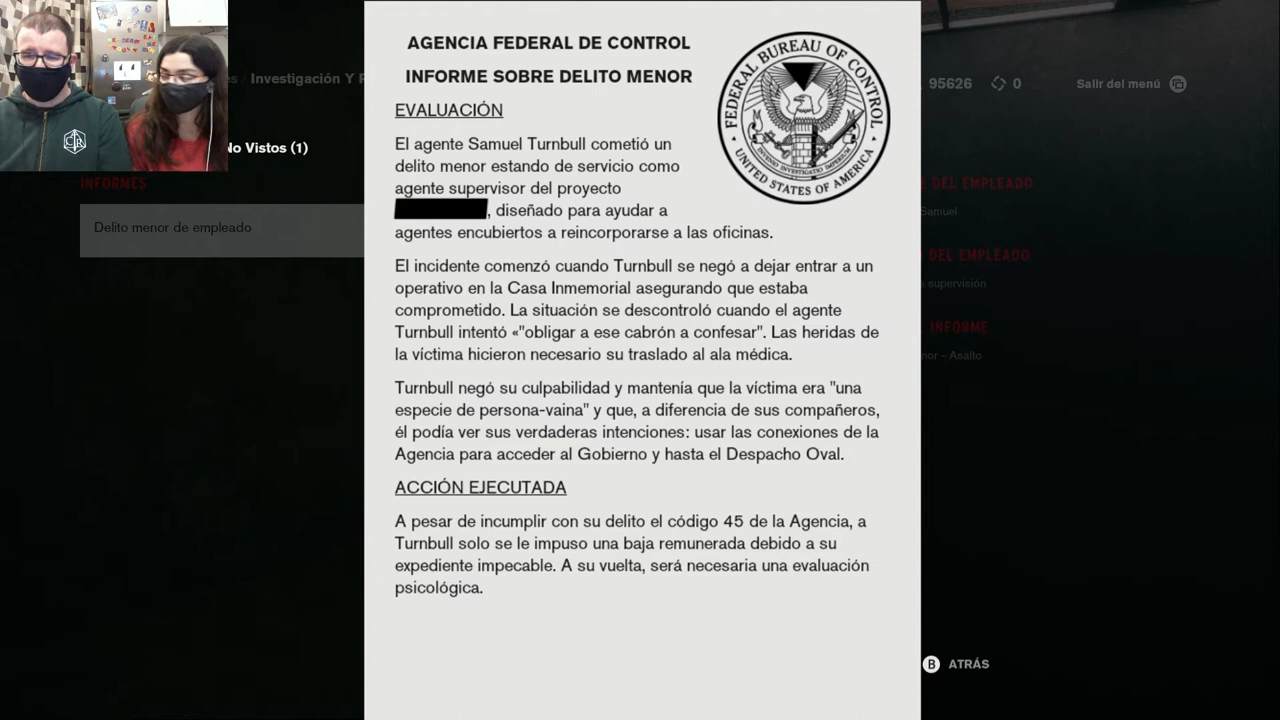 AGENCIA FEDERAL DE CONTROL
INFORME SOBRE DELITO MENOR
FEDERAL BUREAU OF CONTROL
UNITED STATES OF AMERICA
EVALUACIÓN
El agente Samuel Turnbull cometió un
delito menor estando de servicio como
agente supervisor del proyecto
, diseñado para ayudar a
agentes encubiertos a reincorporarse a las oficinas.
El incidente comenzó cuando Turnbull se negó a dejar entrar a un
operativo en la Casa Inmemorial asegurando que estaba
comprometido. La situación se descontroló cuando el agente
Turnbull intentó «"obligar a ese cabrón a confesar". Las heridas de
la víctima hicieron necesario su traslado al ala médica.
Turnbull negó su culpabilidad y mantenía que la víctima era "una
especie de persona-vaina" y que, a diferencia de sus compañeros,
él podía ver sus verdaderas intenciones: usar las conexiones de la
Agencia para acceder al Gobierno y hasta el Despacho Oval.
ACCIÓN EJECUTADA
A pesar de incumplir con su delito el código 45 de la Agencia, a
Turnbull solo se le impuso una baja remunerada debido a su
expediente impecable. A su vuelta, será necesaria una evaluación
psicológica.
/ Investigación Y
No Vistos (1)
INFORMES
Delito menor de empleado
95626
0
Salir del menú
DEL EMPLEADO
Samuel
DEL EMPLEADO
supervisión
INFORME
- Asalto
B ATRÁS
CTR